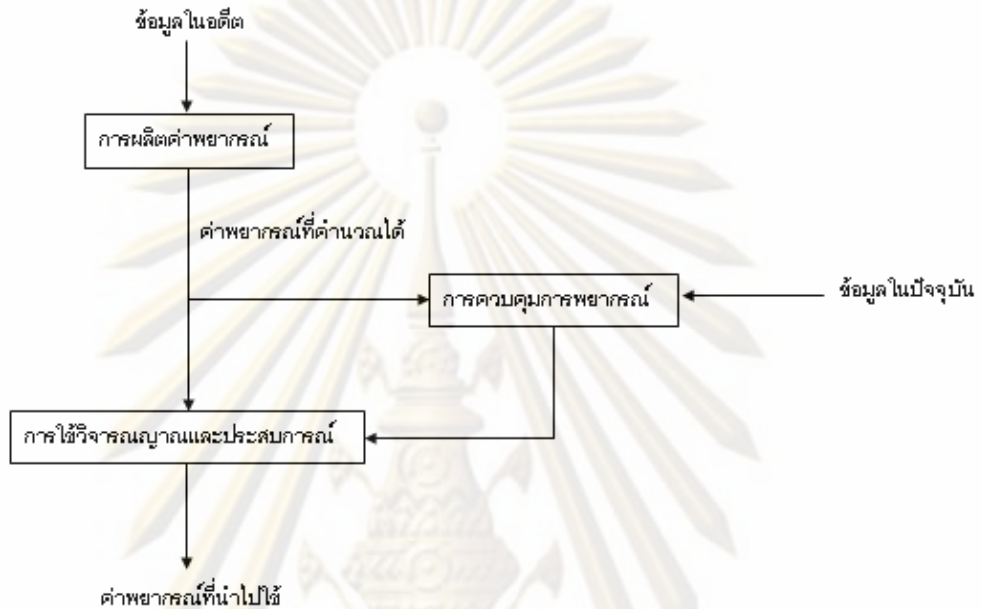 ข้อมูลในอดีต
การผลิตค่าพยากรณ์
ค่าพยากรณ์ที่คำนวณได้
การควบคุมการพยากรณ์
ข้อมูลในปัจจุบัน
การใช้วิจารณญาณและประสบการณ์
ค่าพยากรณ์ที่นำไปใช้